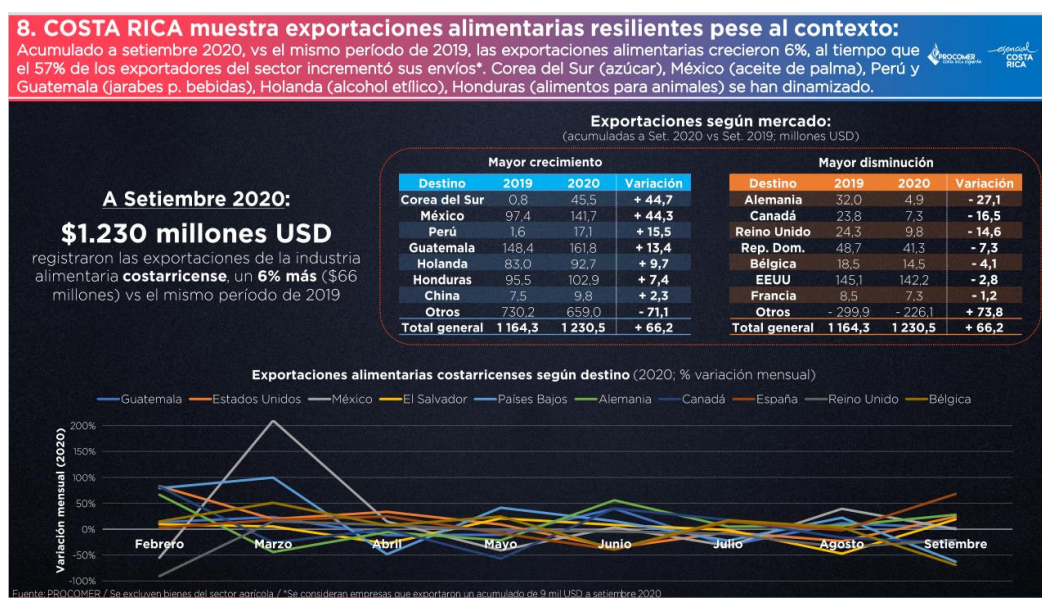 8. COSTA RICA muestra exportaciones alimentarias resilientes pese al contexto:
Acumulado a setiembre 2020, vs el mismo período de 2019, las exportaciones alimentarias crecieron 6%, al tiempo que
el 57% de los exportadores del sector incrementó sus envíos*. Corea del Sur (azúcar), México (aceite de palma), Perú y
Guatemala (jarabes p. bebidas), Holanda (alcohol etílico), Honduras (alimentos para animales) se han dinamizado.
PROCOMER
COSTA RICA exporta
esencial
COSTA
RICA
Exportaciones según mercado:
(acumuladas a Set. 2020 vs Set. 2019; millones USD)
A Setiembre 2020:
$1.230 millones USD
registraron las exportaciones de la industria
alimentaria costarricense, un 6% más ($66
millones) vs el mismo período de 2019
Mayor crecimiento
Destino 2019 2020 Variación
Corea del Sur 0,8 45,5 + 44,7
México 97,4 141,7 + 44,3
Perú 1,6 17,1 + 15,5
Guatemala 148,4 161,8 + 13,4
Holanda 83,0 92,7 + 9,7
Honduras 95,5 102,9 + 7,4
China 7,5 9,8 + 2,3
Otros 730,2 659,0 - 71,1
Total general 1 164,3 1 230,5 + 66,2
Mayor disminución
Destino 2019 2020 Variación
Alemania 32,0 4,9 - 27,1
Canadá 23,8 7,3 - 16,5
Reino Unido 24,3 9,8 - 14,6
Rep. Dom. 48,7 41,3 - 7,3
Bélgica 18,5 14,5 - 4,1
EEUU 145,1 142,2 - 2,8
Francia 8,5 7,3 - 1,2
Otros - 299,9 - 226,1 + 73,8
Total general 1 164,3 1 230,5 + 66,2
Exportaciones alimentarias costarricenses según destino (2020; % variación mensual)
Guatemala Estados Unidos México El Salvador Países Bajos Alemania Canadá España Reino Unido Bélgica
Variación mensual (2020)
200%
150%
100%
50%
0%
-50%
-100%
Febrero Marzo Abril Mayo Junio Julio Agosto Setiembre
Fuente: PROCOMER / Se excluyen bienes del sector agrícola / *Se consideran empresas que exportaron un acumulado de 9 mil USD a setiembre 2020